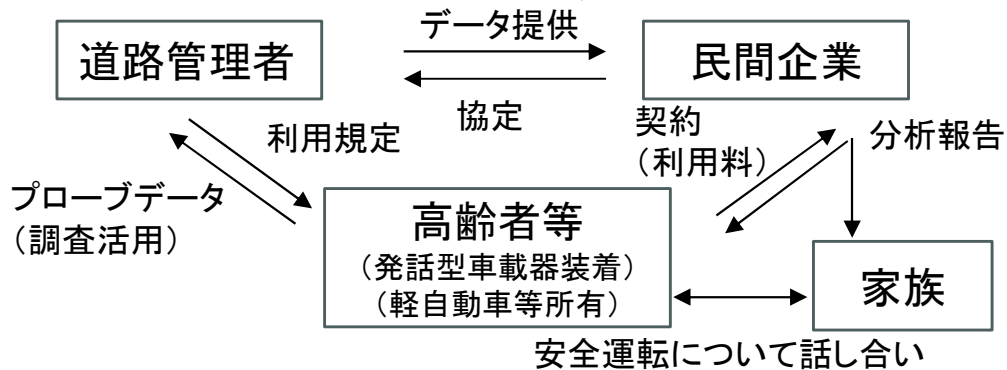 データ提供
道路管理者
民間企業
協定
利用規定
契約
（利用料）
分析報告
プローブデータ
（調査活用）
高齢者等
（発話型車載器装着）
（軽自動車等所有）
家族
安全運転について話し合い